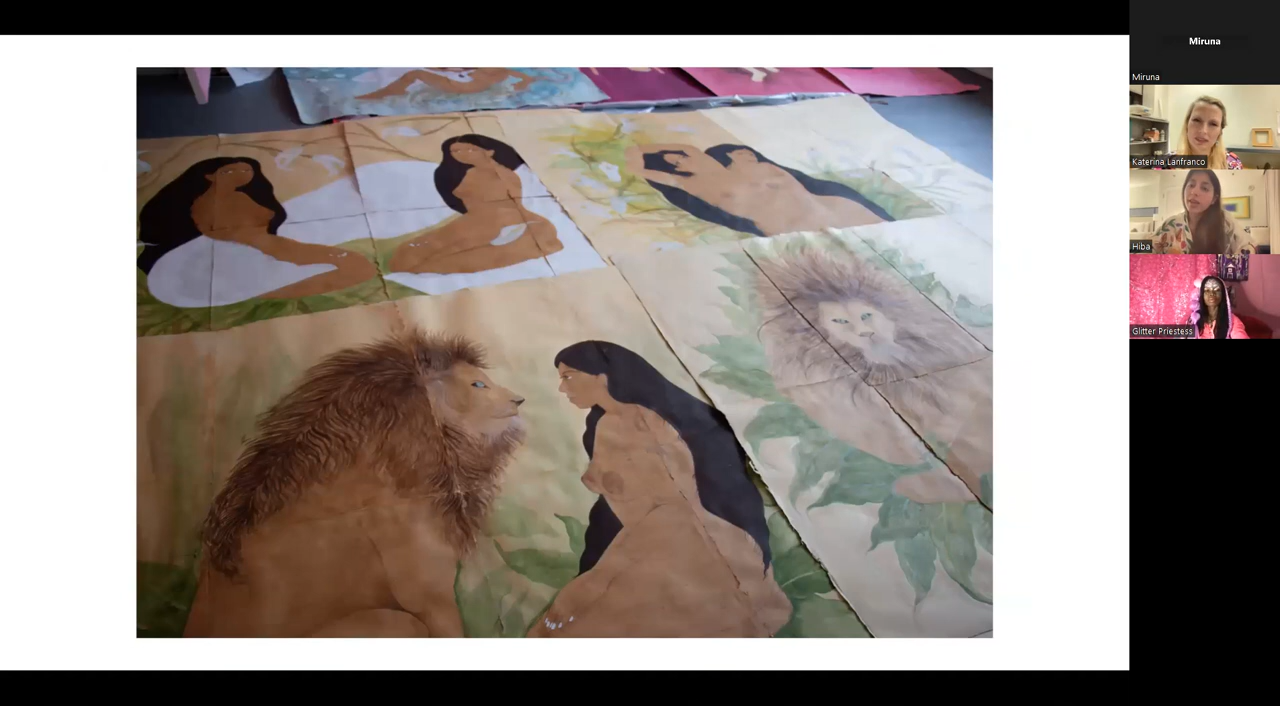 Miruna
Miruna
Katerina Lanfranco
Hiba
Glitter Priestess